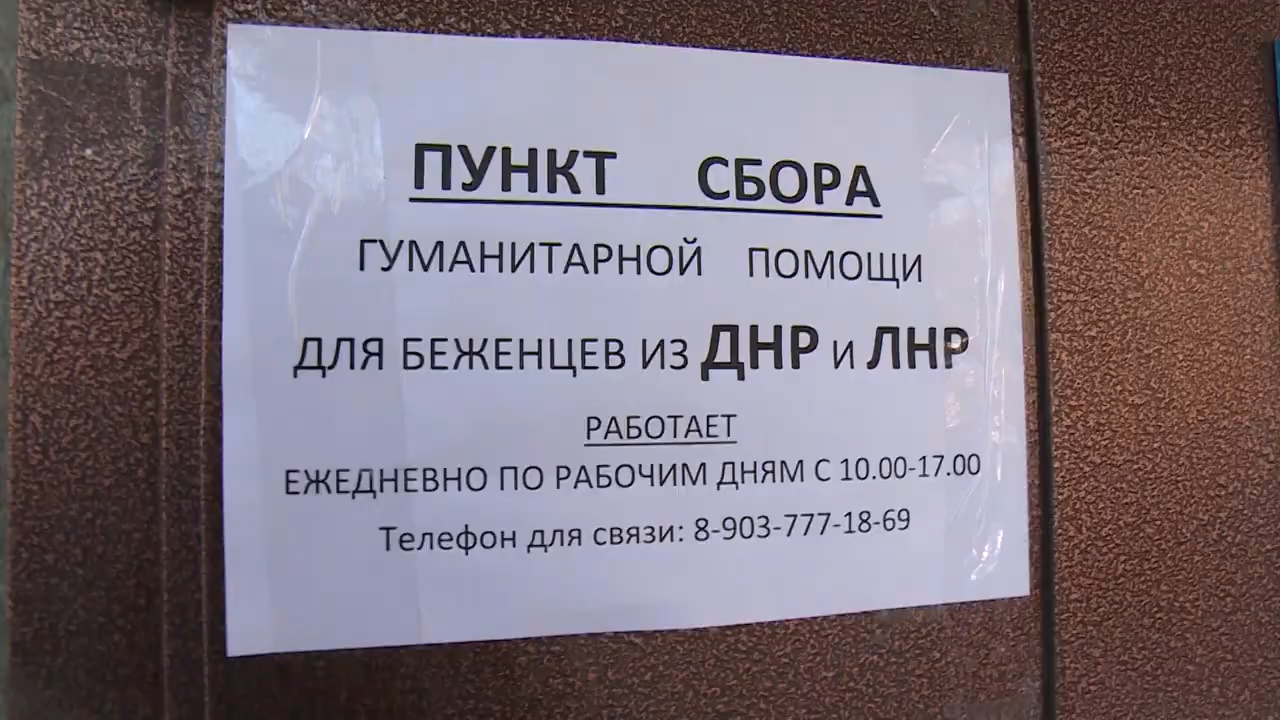 ПУНКТ СБОРА
ГУМАНИТАРНОЙ ПОМОЩИ
ДЛЯ БЕЖЕНЦЕВ ИЗ ДНР И ЛНР
РАБОТАЕТ
ЕЖЕДНЕВНО ПО РАБОЧИМ ДНЯМ С 10.00-17.00
Телефон для связи: 8-903-777-18-69